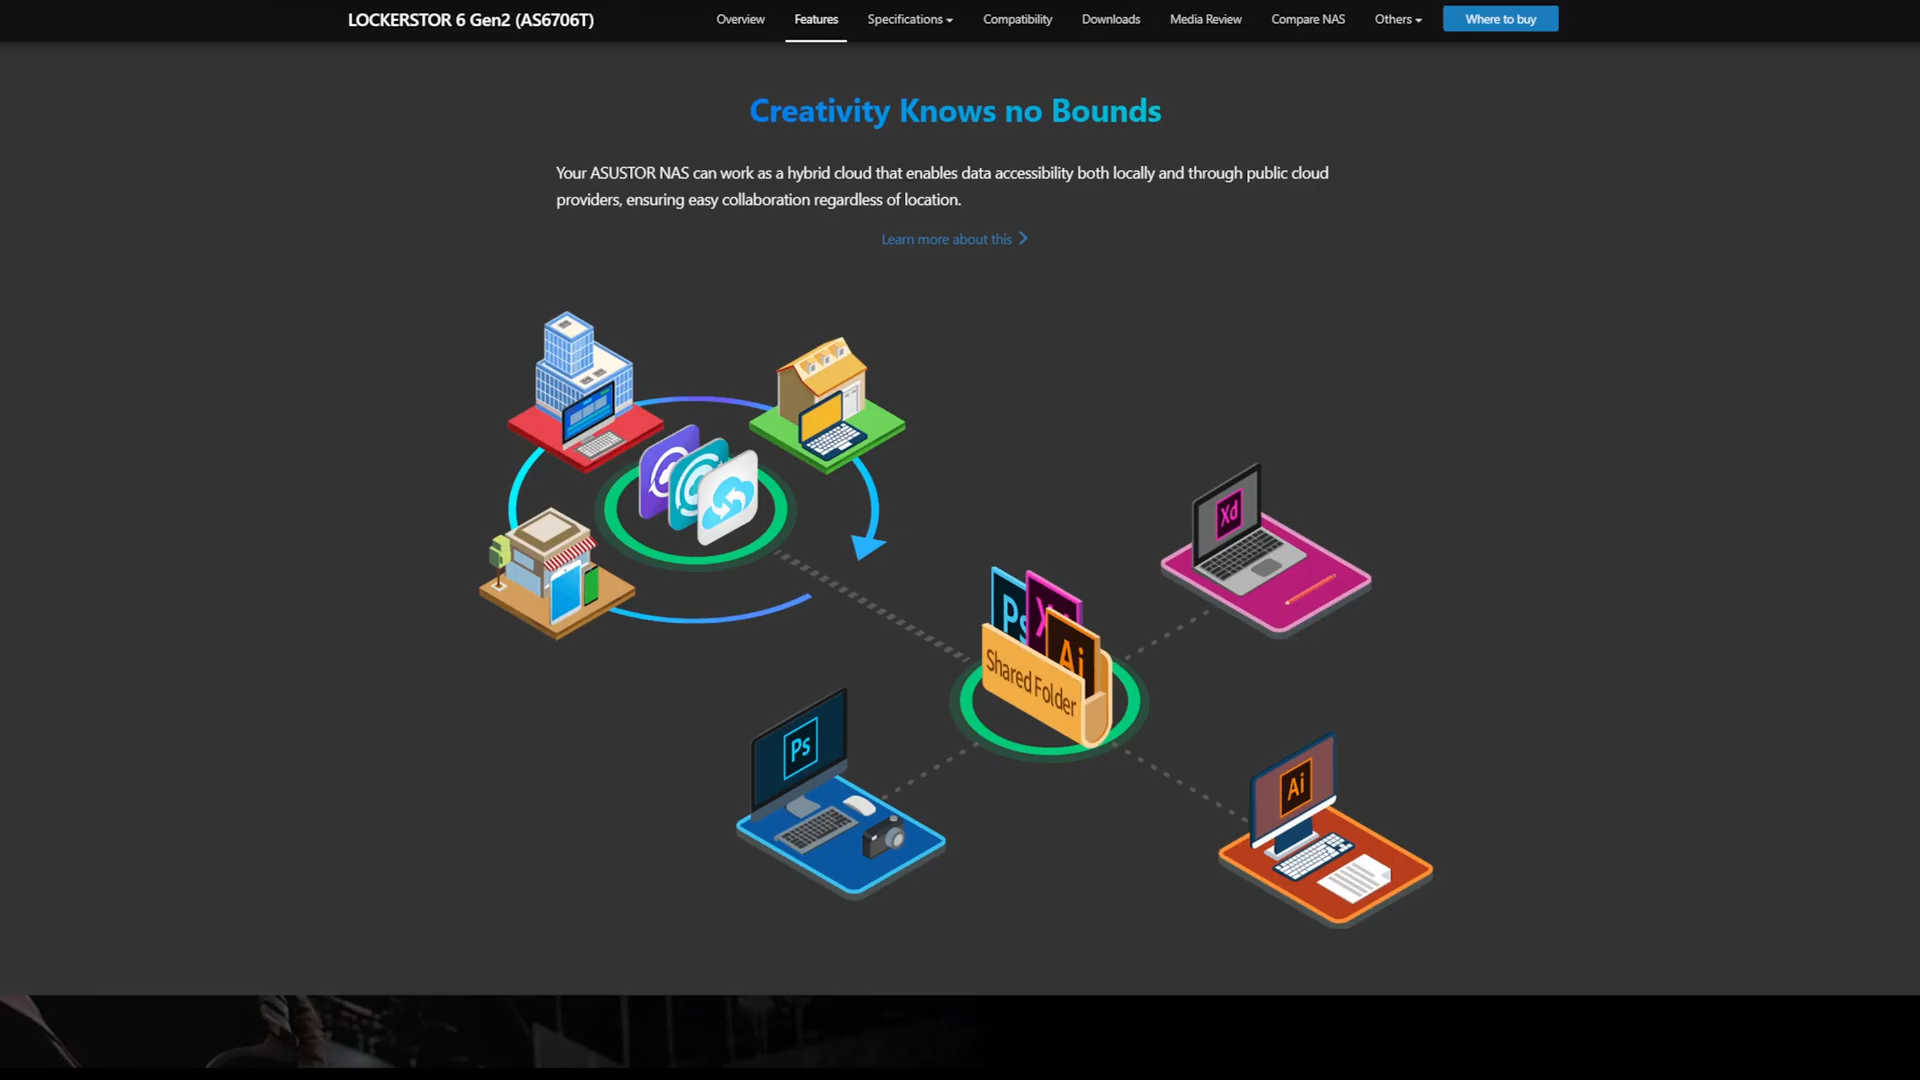 LOCKERSTOR 6 Gen2 (AS6706T)
Overview
Features
Specifications
Compatibility
Downloads
Media Review
Compare NAS
Others
Where to buy
Creativity Knows no Bounds
Your ASUSTOR NAS can work as a hybrid cloud that enables data accessibility both locally and through public cloud
providers, ensuring easy collaboration regardless of location.
Learn more about this
Xd
Ps
X
Ai
Shared Folder
Ps
Ai